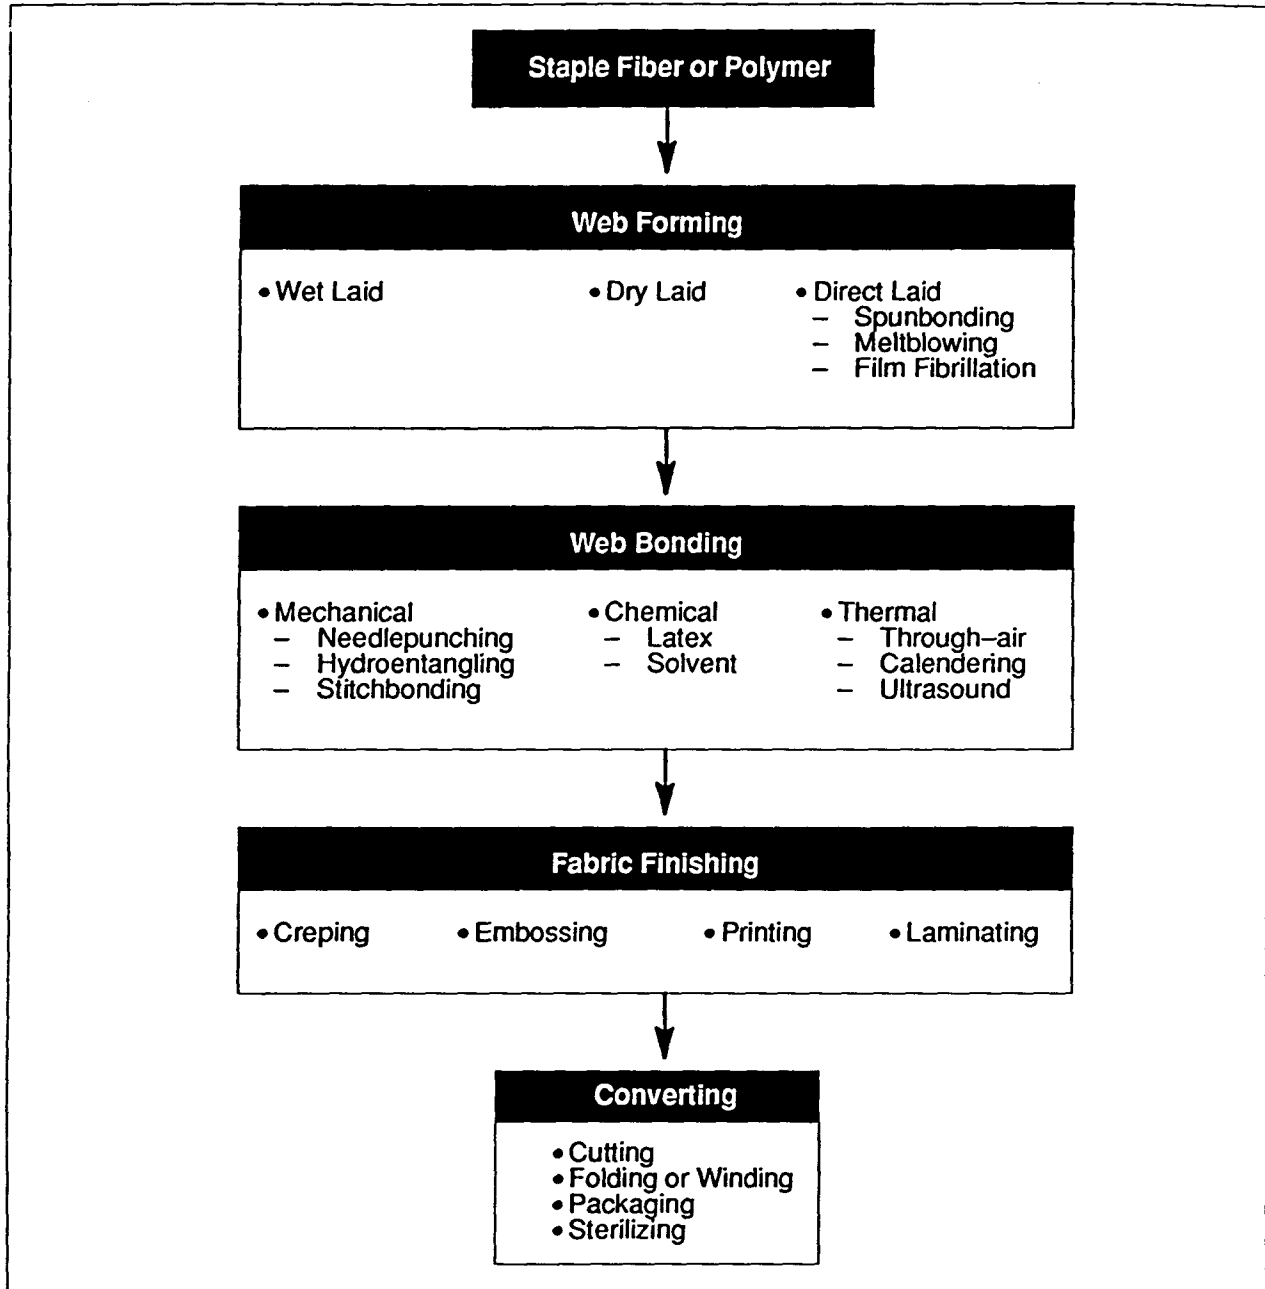 Staple Fiber or Polymer
Web Forming
• Wet Laid
• Dry Laid
• Direct Laid
– Spunbonding
– Meltblowing
– Film Fibrillation
Web Bonding
• Mechanical
– Needlepunching
– Hydroentangling
– Stitchbonding
• Chemical
– Latex
– Solvent
• Thermal
– Through–air
– Calendering
– Ultrasound
Fabric Finishing
• Creping
• Embossing
• Printing
• Laminating
Converting
• Cutting
• Folding or Winding
• Packaging
• Sterilizing